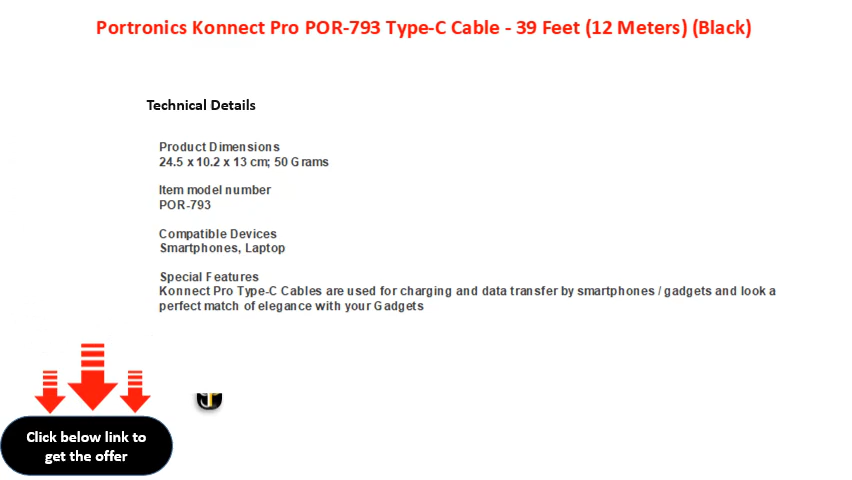 Portronics Konnect Pro POR-793 Type-C Cable - 39 Feet (12 Meters) (Black)
Technical Details
Product Dimensions
24.5 x 10.2 x 13 cm; 50 Grams
Item model number
POR-793
Compatible Devices
Smartphones, Laptop
Special Features
Konnect Pro Type-C Cables are used for charging and data transfer by smartphones / gadgets and look a
perfect match of elegance with your Gadgets
Click below link to
get the offer